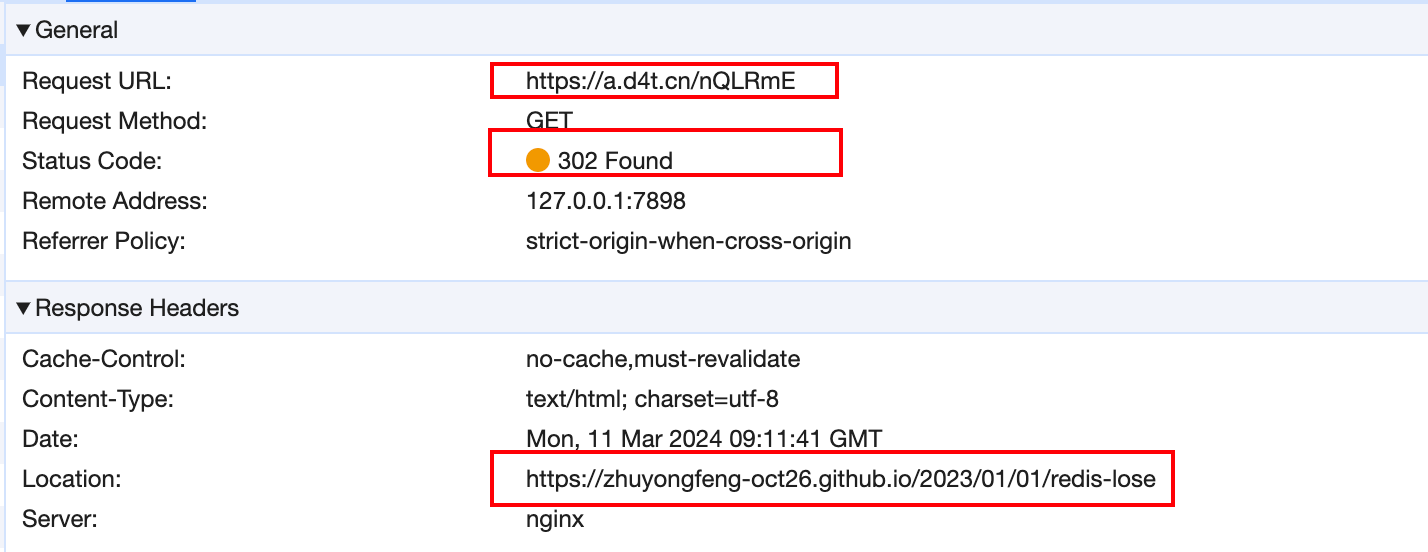 General
Request URL: https://a.d4t.cn/nQLRmE
Request Method: GET
Status Code: 302 Found
Remote Address: 127.0.0.1:7898
Referrer Policy: strict-origin-when-cross-origin
Response Headers
Cache-Control: no-cache,must-revalidate
Content-Type: text/html; charset=utf-8
Date: Mon, 11 Mar 2024 09:11:41 GMT
Location: https://zhuyongfeng-oct26.github.io/2023/01/01/redis-lose
Server: nginx